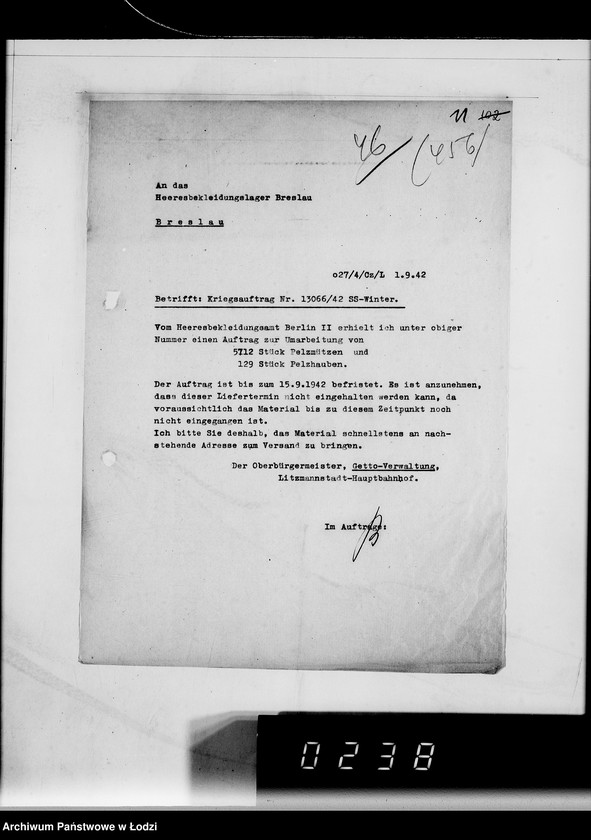 11 102
46 (456)
An das
Heeresbekleidungslager Breslau
Breslau
o27/4/Cz/L 1.9.42
Betrifft: Kriegsauftrag Nr. 13066/42 SS-Winter.
Vom Heeresbekleidungsamt Berlin II erhielt ich unter obiger
Nummer einen Auftrag zur Umarbeitung von
5712 Stück Pelzmützen und
129 Stück Pelzhauben.
Der Auftrag ist bis zum 15.9.1942 befristet. Es ist anzunehmen,
dass dieser Liefertermin nicht eingehalten werden kann, da
voraussichtlich das Material bis zu diesem Zeitpunkt noch
nicht eingegangen ist.
Ich bitte Sie deshalb, das Material schnellstens an nach-
stehende Adresse zum Versand zu bringen.
Der Oberbürgermeister, Getto-Verwaltung,
Litzmannstadt-Hauptbahnhof.
Im Auftrage:
0238
Archiwum Państwowe w Łodzi